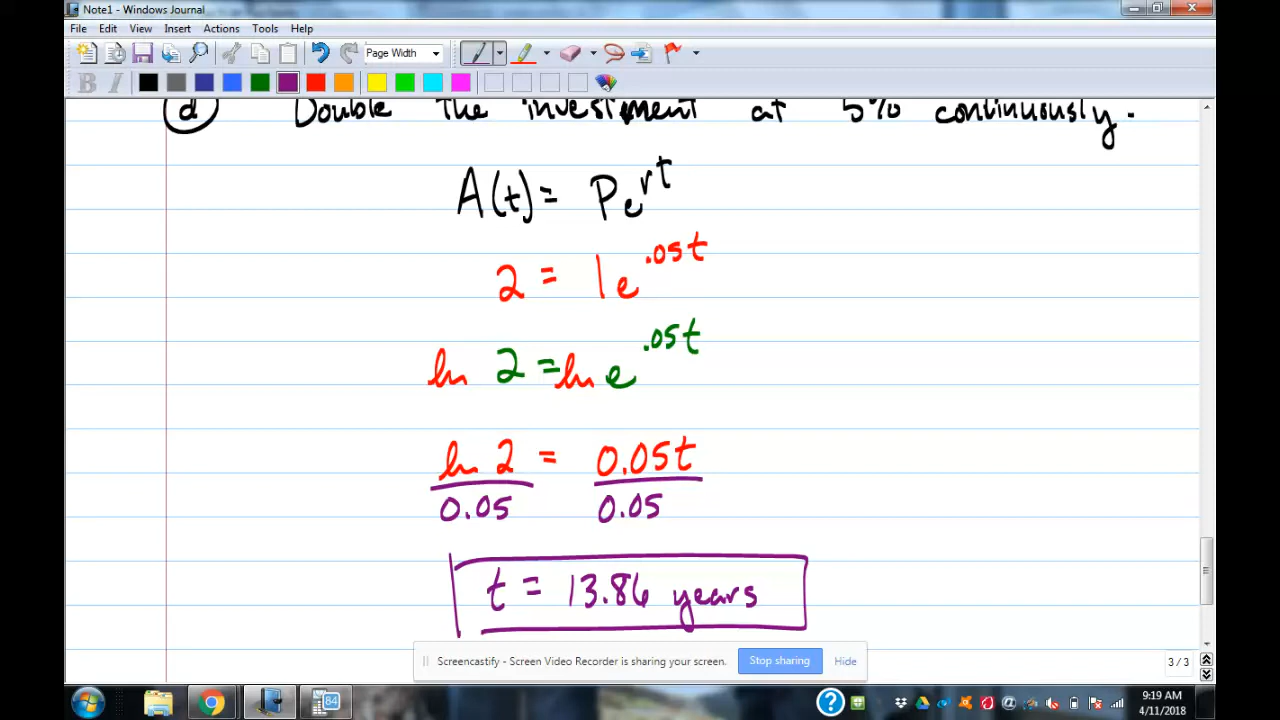 Note1 - Windows Journal
File Edit View Insert Actions Tools Help
Page Width
B I
d Double the investment at 5% continuously.
A(t) = Pe^rt
2 = 1e^.05t
ln 2 = ln e^.05t
ln 2 = 0.05t
0.05 0.05
t = 13.86 years
Screencastify - Screen Video Recorder is sharing your screen. Stop sharing Hide
3 / 3
84
9:19 AM
4/11/2018